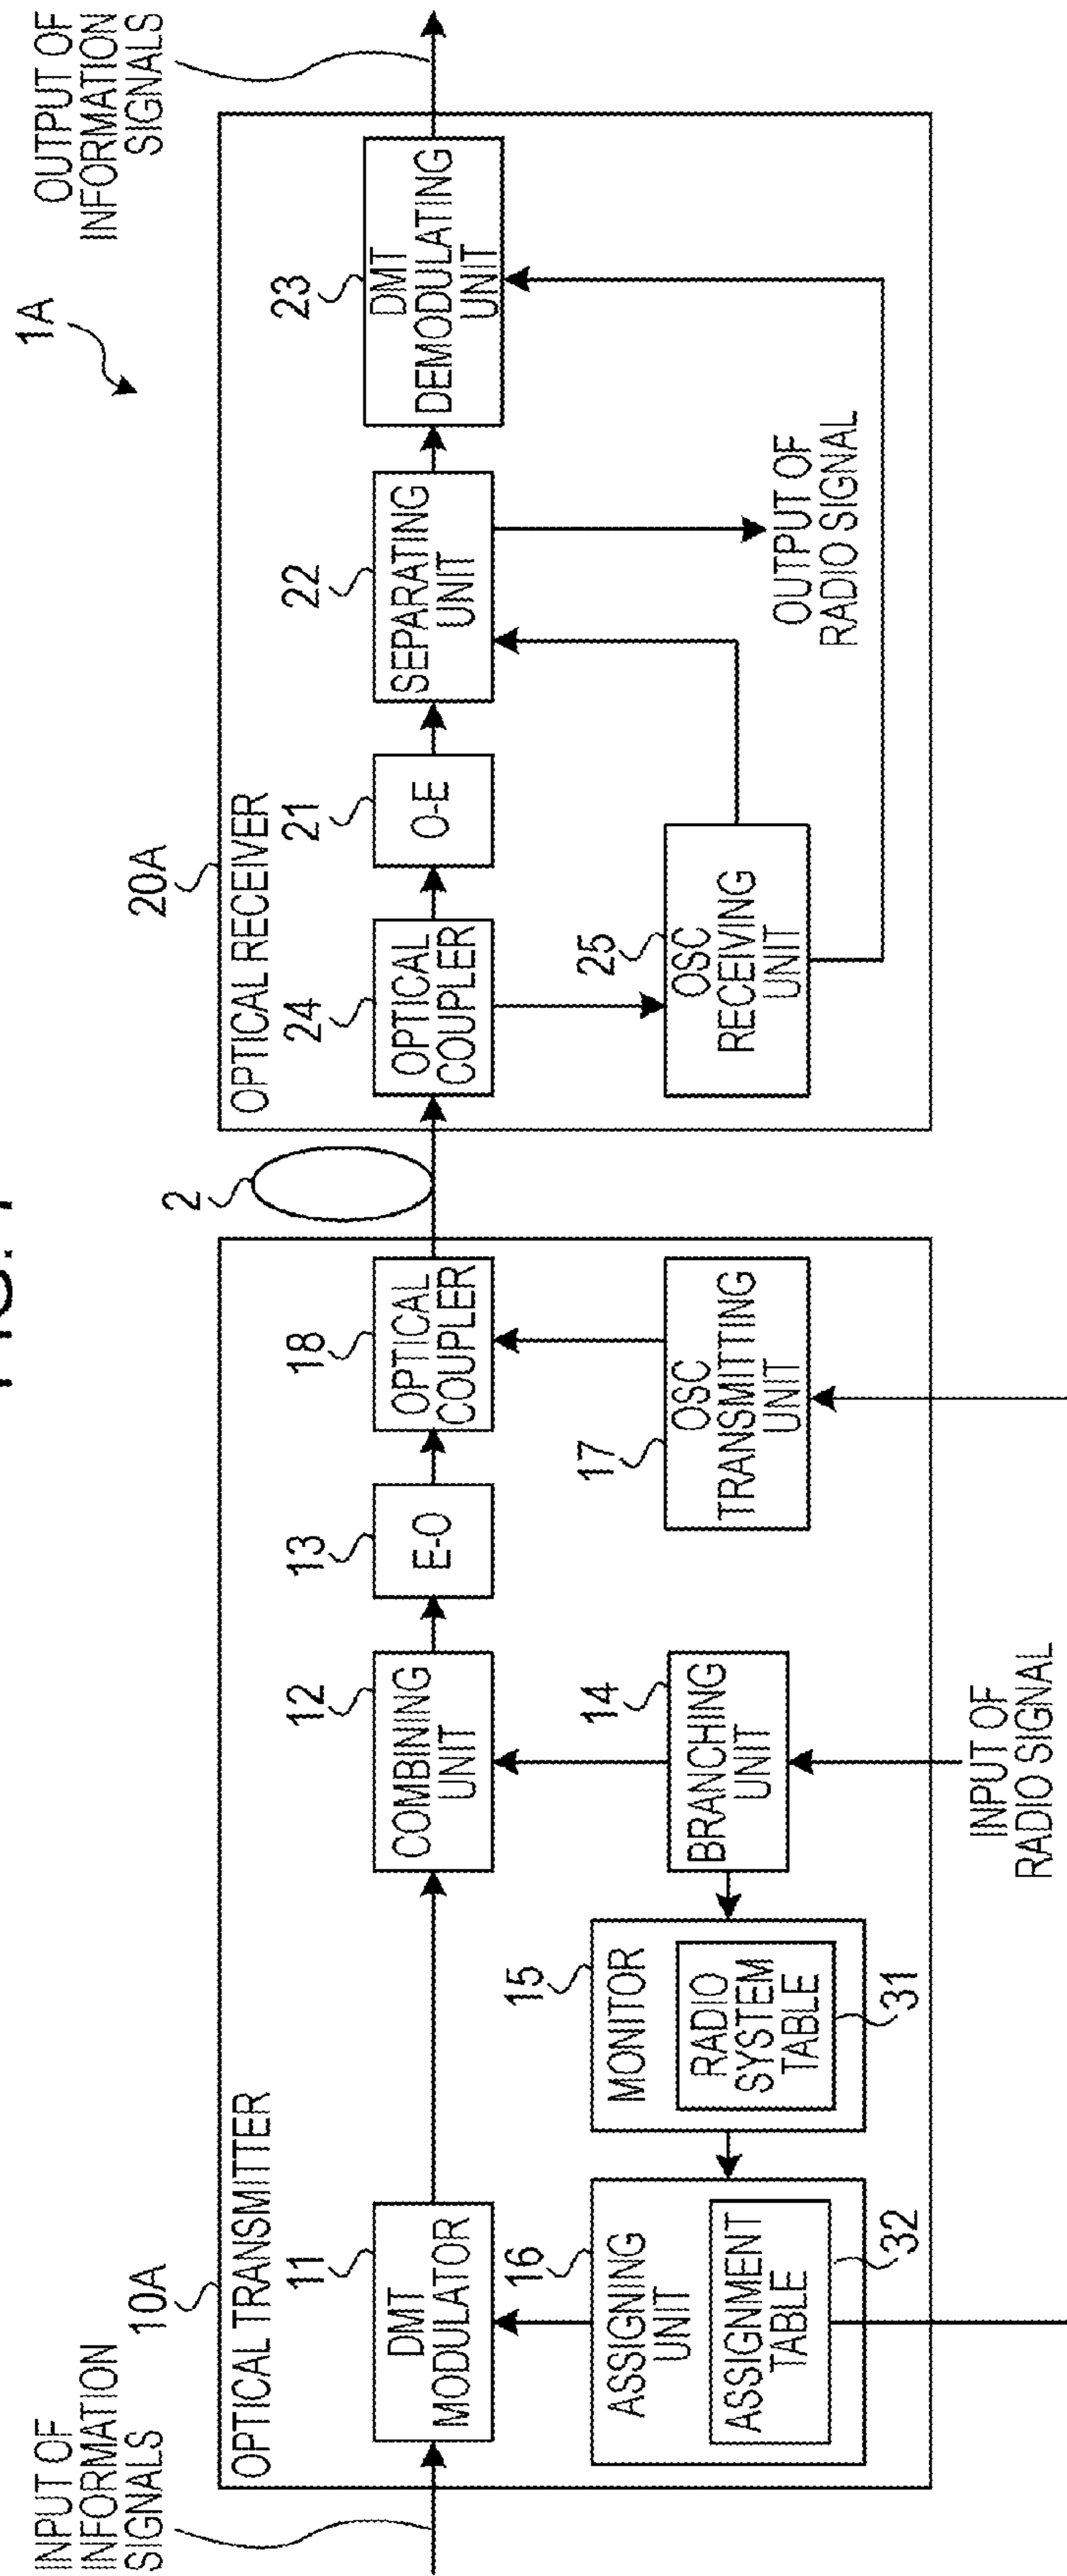 1A
INPUT OF
INFORMATION
SIGNALS
10A
OPTICAL TRANSMITTER
11
DMT
MODULATOR
12
COMBINING
UNIT
13
E-O
18
OPTICAL
COUPLER
16
ASSIGNING
UNIT
ASSIGNMENT
TABLE
32
15
MONITOR
RADIO
SYSTEM
TABLE
31
14
BRANCHING
UNIT
17
OSC
TRANSMITTING
UNIT
INPUT OF
RADIO SIGNAL
2
20A
OPTICAL RECEIVER
24
OPTICAL
COUPLER
21
O-E
22
SEPARATING
UNIT
23
DMT
DEMODULATING
UNIT
25
OSC
RECEIVING
UNIT
OUTPUT OF
RADIO SIGNAL
OUTPUT OF
INFORMATION
SIGNALS